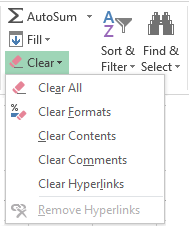 AutoSum
Fill
Clear
Sort &
Filter
Find &
Select
Clear All
Clear Formats
Clear Contents
Clear Comments
Clear Hyperlinks
Remove Hyperlinks
A
Z